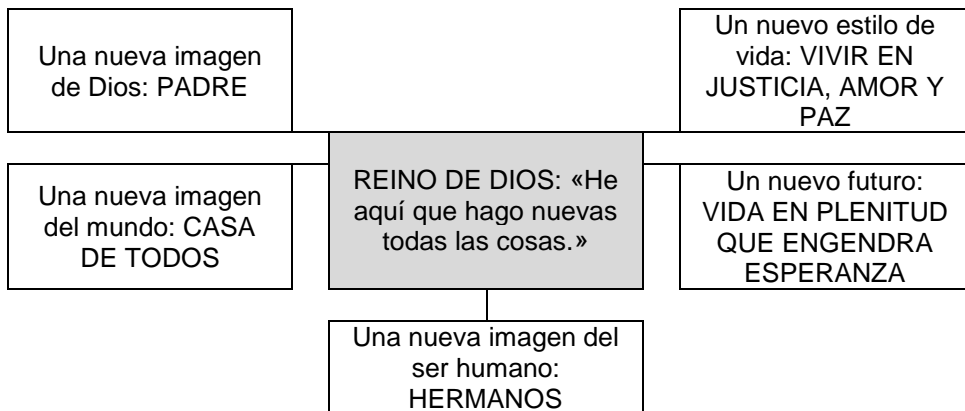 Una nueva imagen
de Dios: PADRE
Un nuevo estilo de
vida: VIVIR EN
JUSTICIA, AMOR Y
PAZ
Una nueva imagen
del mundo: CASA
DE TODOS
REINO DE DIOS: «He
aquí que hago nuevas
todas las cosas.»
Un nuevo futuro:
VIDA EN PLENITUD
QUE ENGENDRA
ESPERANZA
Una nueva imagen del
ser humano:
HERMANOS